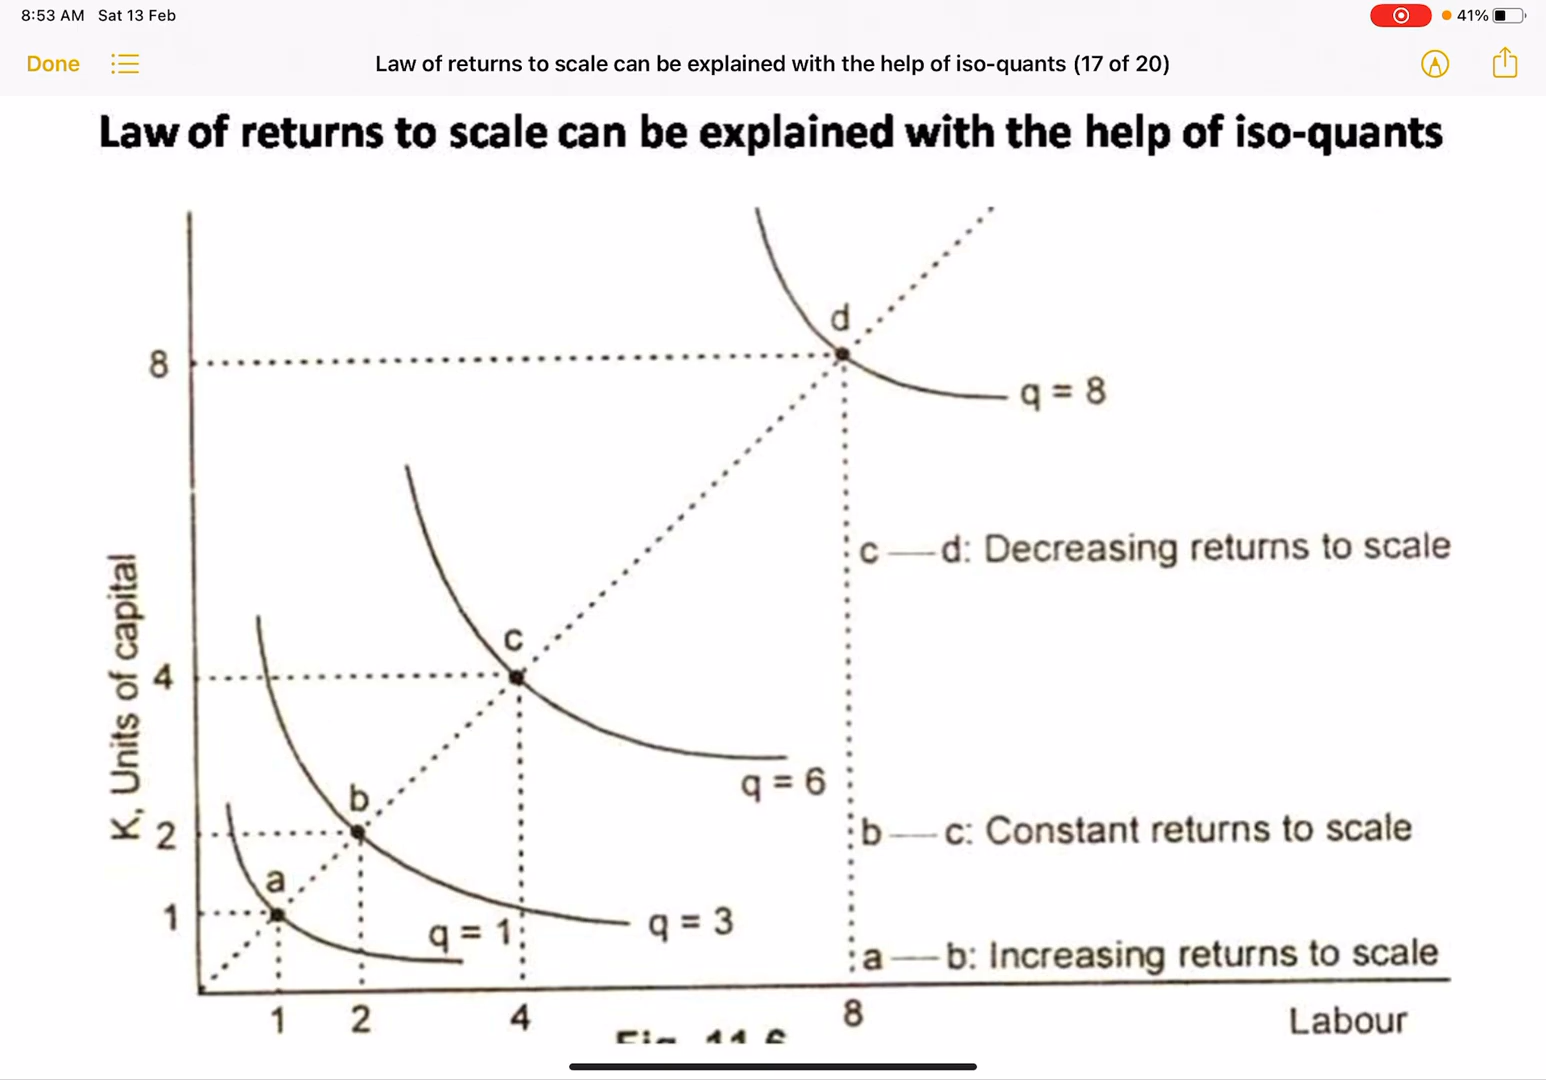 8:53 AM Sat 13 Feb
41%
Done
Law of returns to scale can be explained with the help of iso-quants (17 of 20)
Law of returns to scale can be explained with the help of iso-quants
d
8
q = 8
c — d: Decreasing returns to scale
K, Units of capital
c
4
q = 6
b
2
b — c: Constant returns to scale
a
1
q = 1
q = 3
a — b: Increasing returns to scale
1 2 4 8
Labour
Fig. 11.6